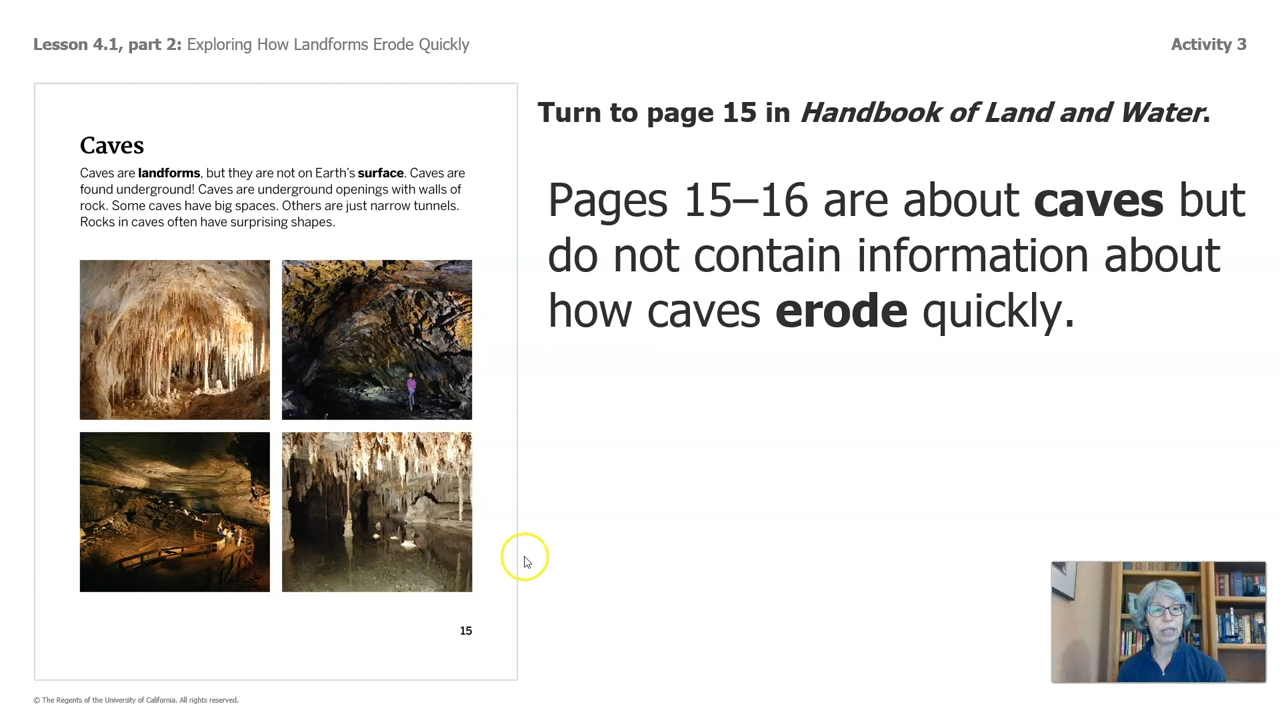 Lesson 4.1, part 2: Exploring How Landforms Erode Quickly
Activity 3
Caves
Caves are landforms, but they are not on Earth's surface. Caves are
found underground! Caves are underground openings with walls of
rock. Some caves have big spaces. Others are just narrow tunnels.
Rocks in caves often have surprising shapes.
15
Turn to page 15 in Handbook of Land and Water.
Pages 15–16 are about caves but
do not contain information about
how caves erode quickly.
© The Regents of the University of California. All rights reserved.